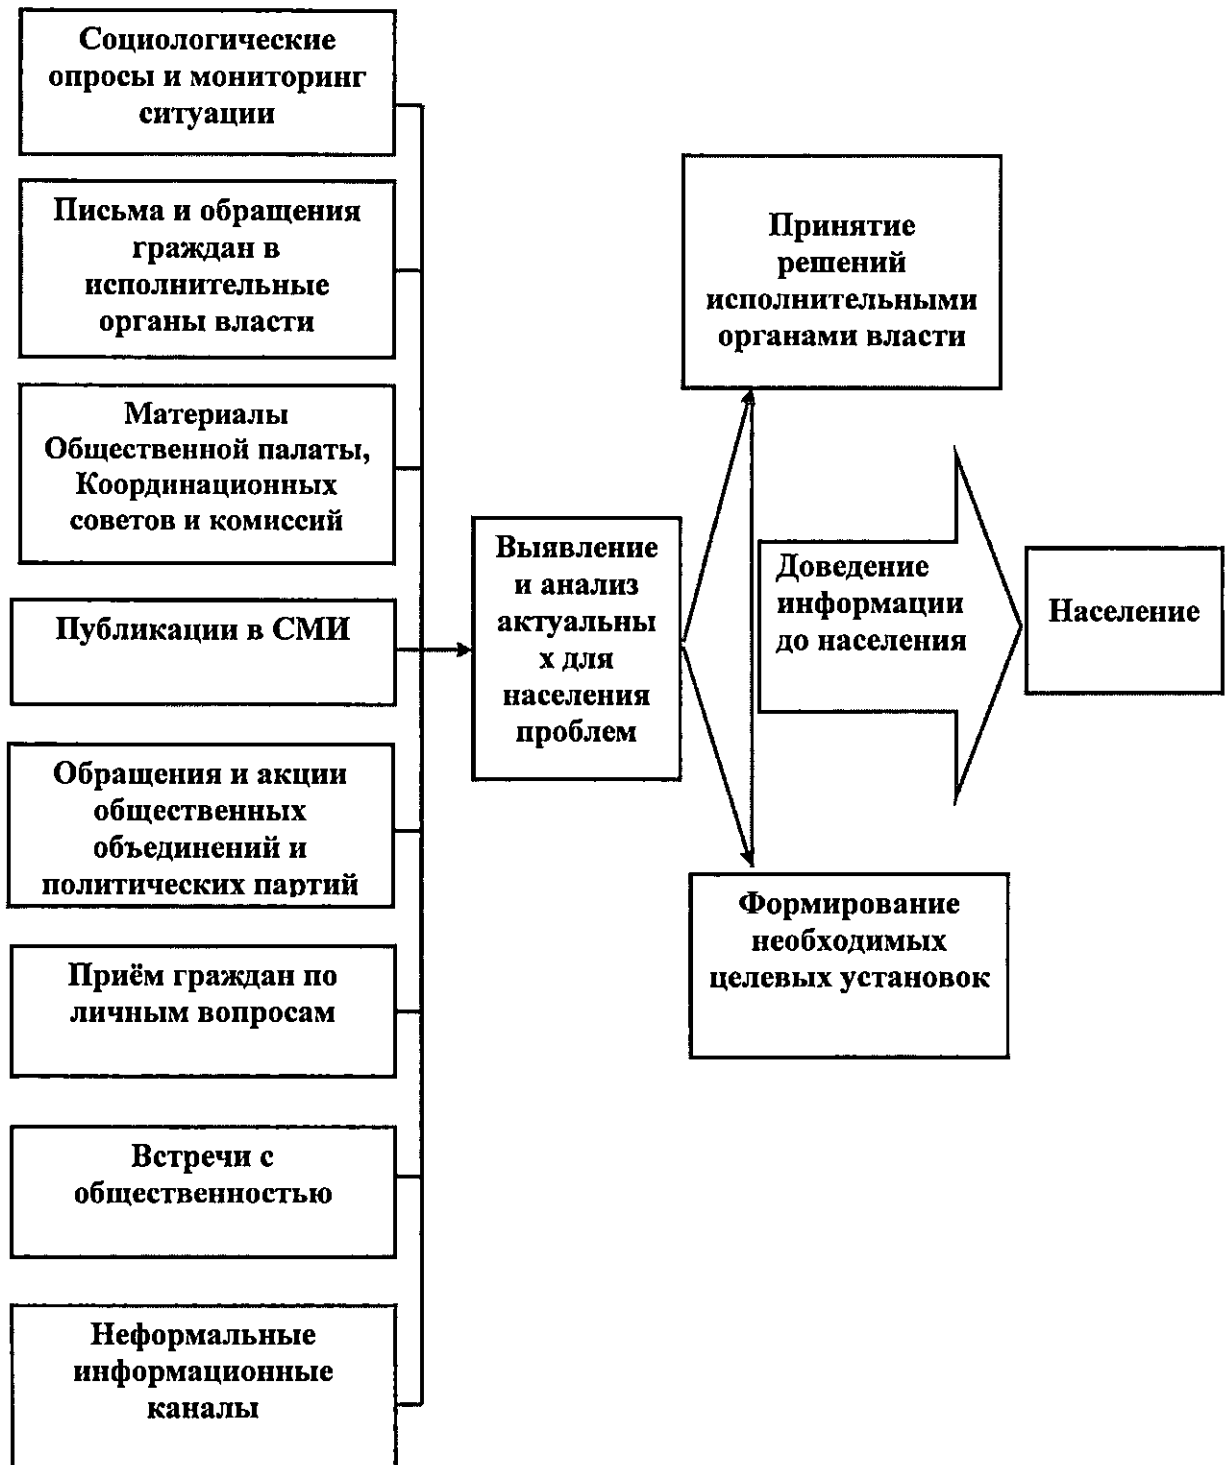 Социологические
опросы и мониторинг
ситуации
Письма и обращения
граждан в
исполнительные
органы власти
Материалы
Общественной палаты,
Координационных
советов и комиссий
Публикации в СМИ
Обращения и акции
общественных
объединений и
политических партий
Приём граждан по
личным вопросам
Встречи с
общественностью
Неформальные
информационные
каналы
Выявление
и анализ
актуальны
х для
населения
проблем
Принятие
решений
исполнительными
органами власти
Доведение
информации
до населения
Население
Формирование
необходимых
целевых установок